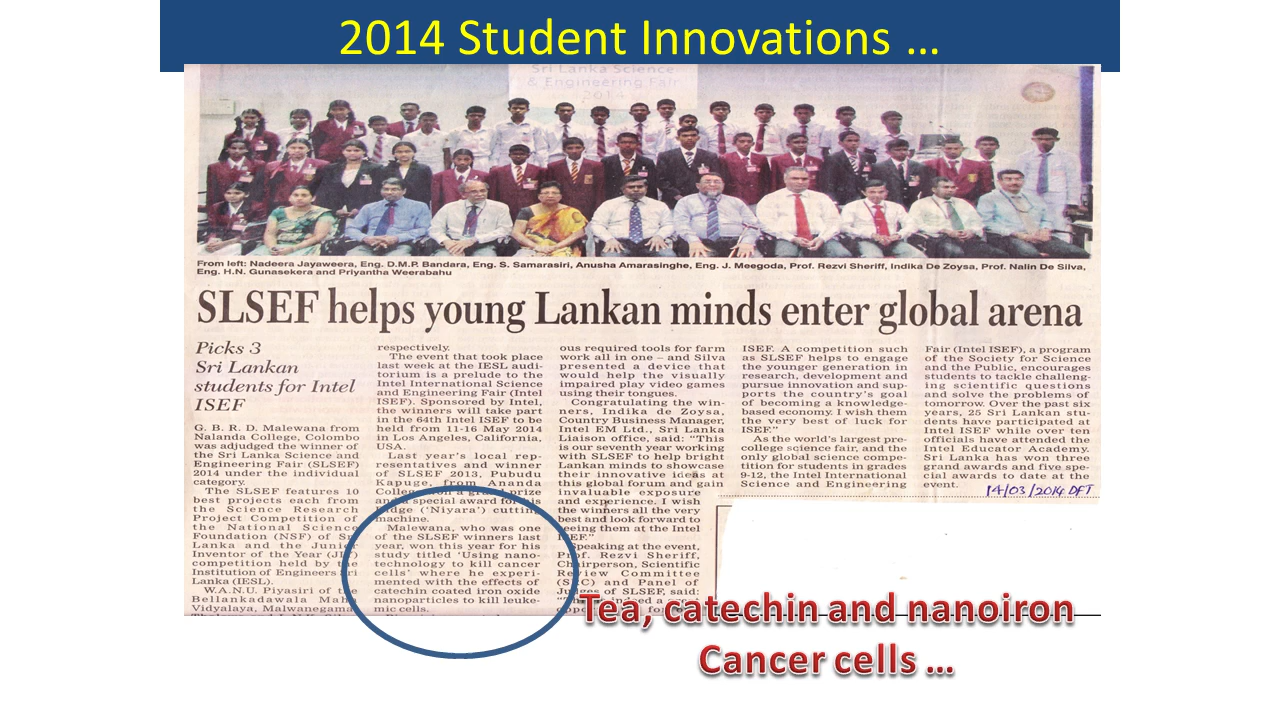 2014 Student Innovations …
Sri Lanka Science
& Engineering Fair
2014
From left: Nadeera Jayaweera, Eng. D.M.P. Bandara, Eng. S. Samarasiri, Anusha Amarasinghe, Eng. J. Meegoda, Prof. Rezvi Sheriff, Indika De Zoysa, Prof. Nalin De Silva,
Eng. H.N. Gunasekera and Priyantha Weerabahu
SLSEF helps young Lankan minds enter global arena
Picks 3
Sri Lankan
students for Intel
ISEF
G. B. R. D. Malewana from
Nalanda College, Colombo
was adjudged the winner of
the Sri Lanka Science and
Engineering Fair (SLSEF)
2014 under the individual
category.
The SLSEF features 10
best projects each from
the Science Research
Project Competition of
the National Science
Foundation (NSF) of Sri
Lanka and the Junior
Inventor of the Year (JIY)
competition held by the
Institution of Engineers Sri
Lanka (IESL).
W.A.N.U. Piyasiri of the
Bellankadawala Maha
Vidyalaya, Malwanegama,
respectively.
The event that took place
last week at the IESL audi-
torium is a prelude to the
Intel International Science
and Engineering Fair (Intel
ISEF). Sponsored by Intel,
the winners will take part
in the 64th Intel ISEF to be
held from 11-16 May 2014
in Los Angeles, California,
USA.
Last year's local rep-
resentatives and winner
of SLSEF 2013, Pubudu
Kapuge, from Ananda
College won a grand prize
and a special award for his
ledge ('Niyara') cutting
machine.
Malewana, who was one
of the SLSEF winners last
year, won this year for his
study titled 'Using nano-
technology to kill cancer
cells' where he experi-
mented with the effects of
catechin coated iron oxide
nanoparticles to kill leuke-
mic cells.
ous required tools for farm
work all in one – and Silva
presented a device that
would help the visually
impaired play video games
using their tongues.
Congratulating the win-
ners, Indika de Zoysa,
Country Business Manager,
Intel EM Ltd., Sri Lanka
Liaison office, said: "This
is our seventh year working
with SLSEF to help bright
Lankan minds to showcase
their innovative ideas at
this global forum and gain
invaluable exposure
and experience. I wish
the winners all the very
best and look forward to
seeing them at the Intel
ISEF."
Speaking at the event,
Prof. Rezvi Sheriff,
Chairperson, Scientific
Review Committee
(SRC) and Panel of
Judges of SLSEF, said:
ISEF. A competition such
as SLSEF helps to engage
the younger generation in
research, development and
pursue innovation and sup-
ports the country's goal
of becoming a knowledge-
based economy. I wish them
the very best of luck for
ISEF."
As the world's largest pre-
college science fair, and the
only global science compe-
tition for students in grades
9-12, the Intel International
Science and Engineering
Fair (Intel ISEF), a program
of the Society for Science
and the Public, encourages
students to tackle challeng-
ing scientific questions
and solve the problems of
tomorrow. Over the past six
years, 25 Sri Lankan stu-
dents have participated at
Intel ISEF while over ten
officials have attended the
Intel Educator Academy.
Sri Lanka has won three
grand awards and five spe-
cial awards to date at the
event.
14/03/2014 DFT
Tea, catechin and nanoiron
Cancer cells …